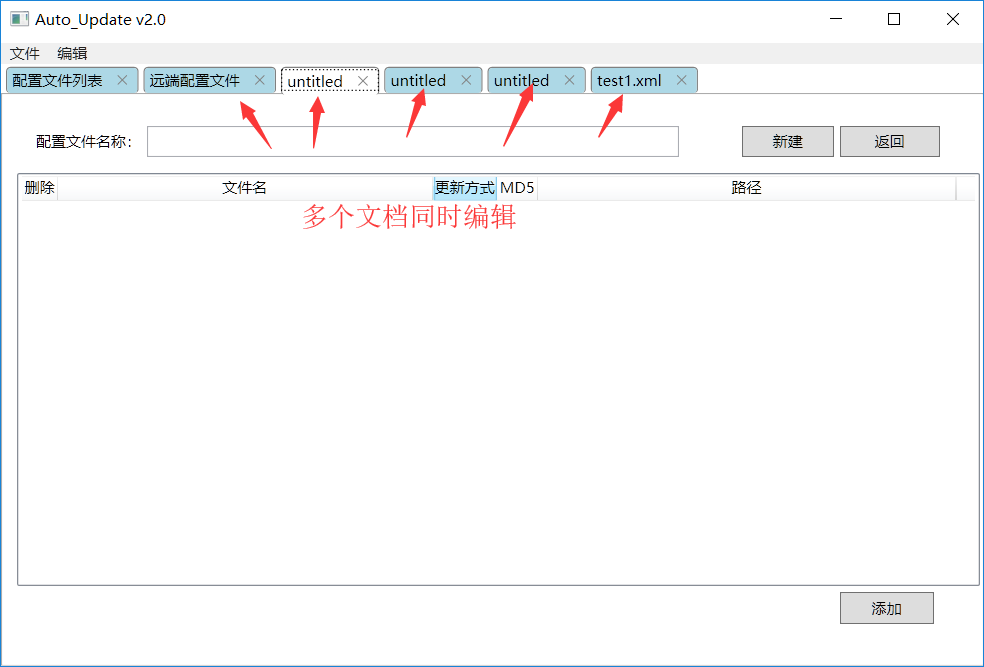 Auto_Update v2.0
文件 编辑
配置文件列表 远端配置文件 untitled untitled untitled test1.xml
配置文件名称: 新建 返回
删除 文件名 更新方式 MD5 路径
多个文档同时编辑
添加